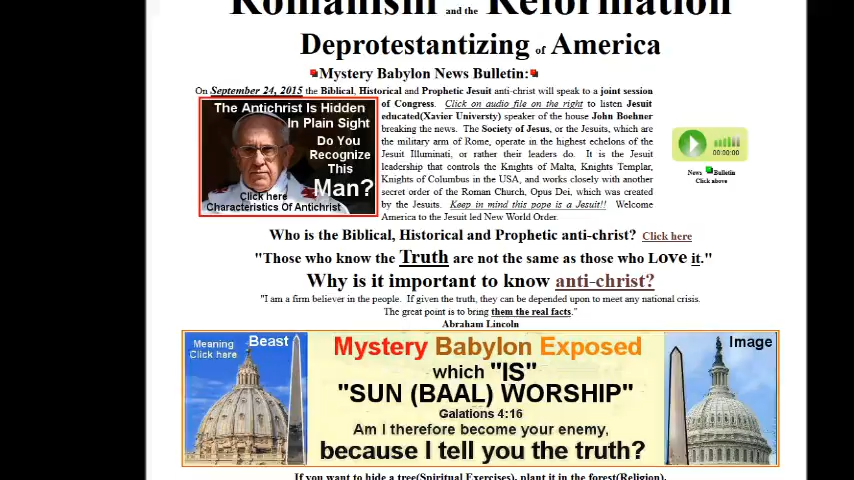 Romanism and the Reformation
Deprotestantizing of America
Mystery Babylon News Bulletin:
On September 24, 2015 the Biblical, Historical and Prophetic Jesuit anti-christ will speak to a joint session
of Congress. Click on audio file on the right to listen Jesuit
educated(Xavier Universty) speaker of the house John Boehner
breaking the news. The Society of Jesus, or the Jesuits, which are
the military arm of Rome, operate in the highest echelons of the
Jesuit Illuminati, or rather their leaders do. It is the Jesuit
leadership that controls the Knights of Malta, Knights Templar,
Knights of Columbus in the USA, and works closely with another
secret order of the Roman Church, Opus Dei, which was created
by the Jesuits. Keep in mind this pope is a Jesuit!! Welcome
America to the Jesuit led New World Order.
The Antichrist Is Hidden
In Plain Sight
Do You
Recognize
This
Man?
Click here
Characteristics Of Antichrist
00:00:00
News Bulletin
Click above
Who is the Biblical, Historical and Prophetic anti-christ? Click here
"Those who know the Truth are not the same as those who Love it."
Why is it important to know anti-christ?
"I am a firm believer in the people. If given the truth, they can be depended upon to meet any national crisis.
The great point is to bring them the real facts."
Abraham Lincoln
Meaning
Click here
Beast
Mystery Babylon Exposed
which "IS"
"SUN (BAAL) WORSHIP"
Galations 4:16
Am I therefore become your enemy,
because I tell you the truth?
Image
If you want to hide a tree(Spiritual Exercises), plant it in the forest(Religion).